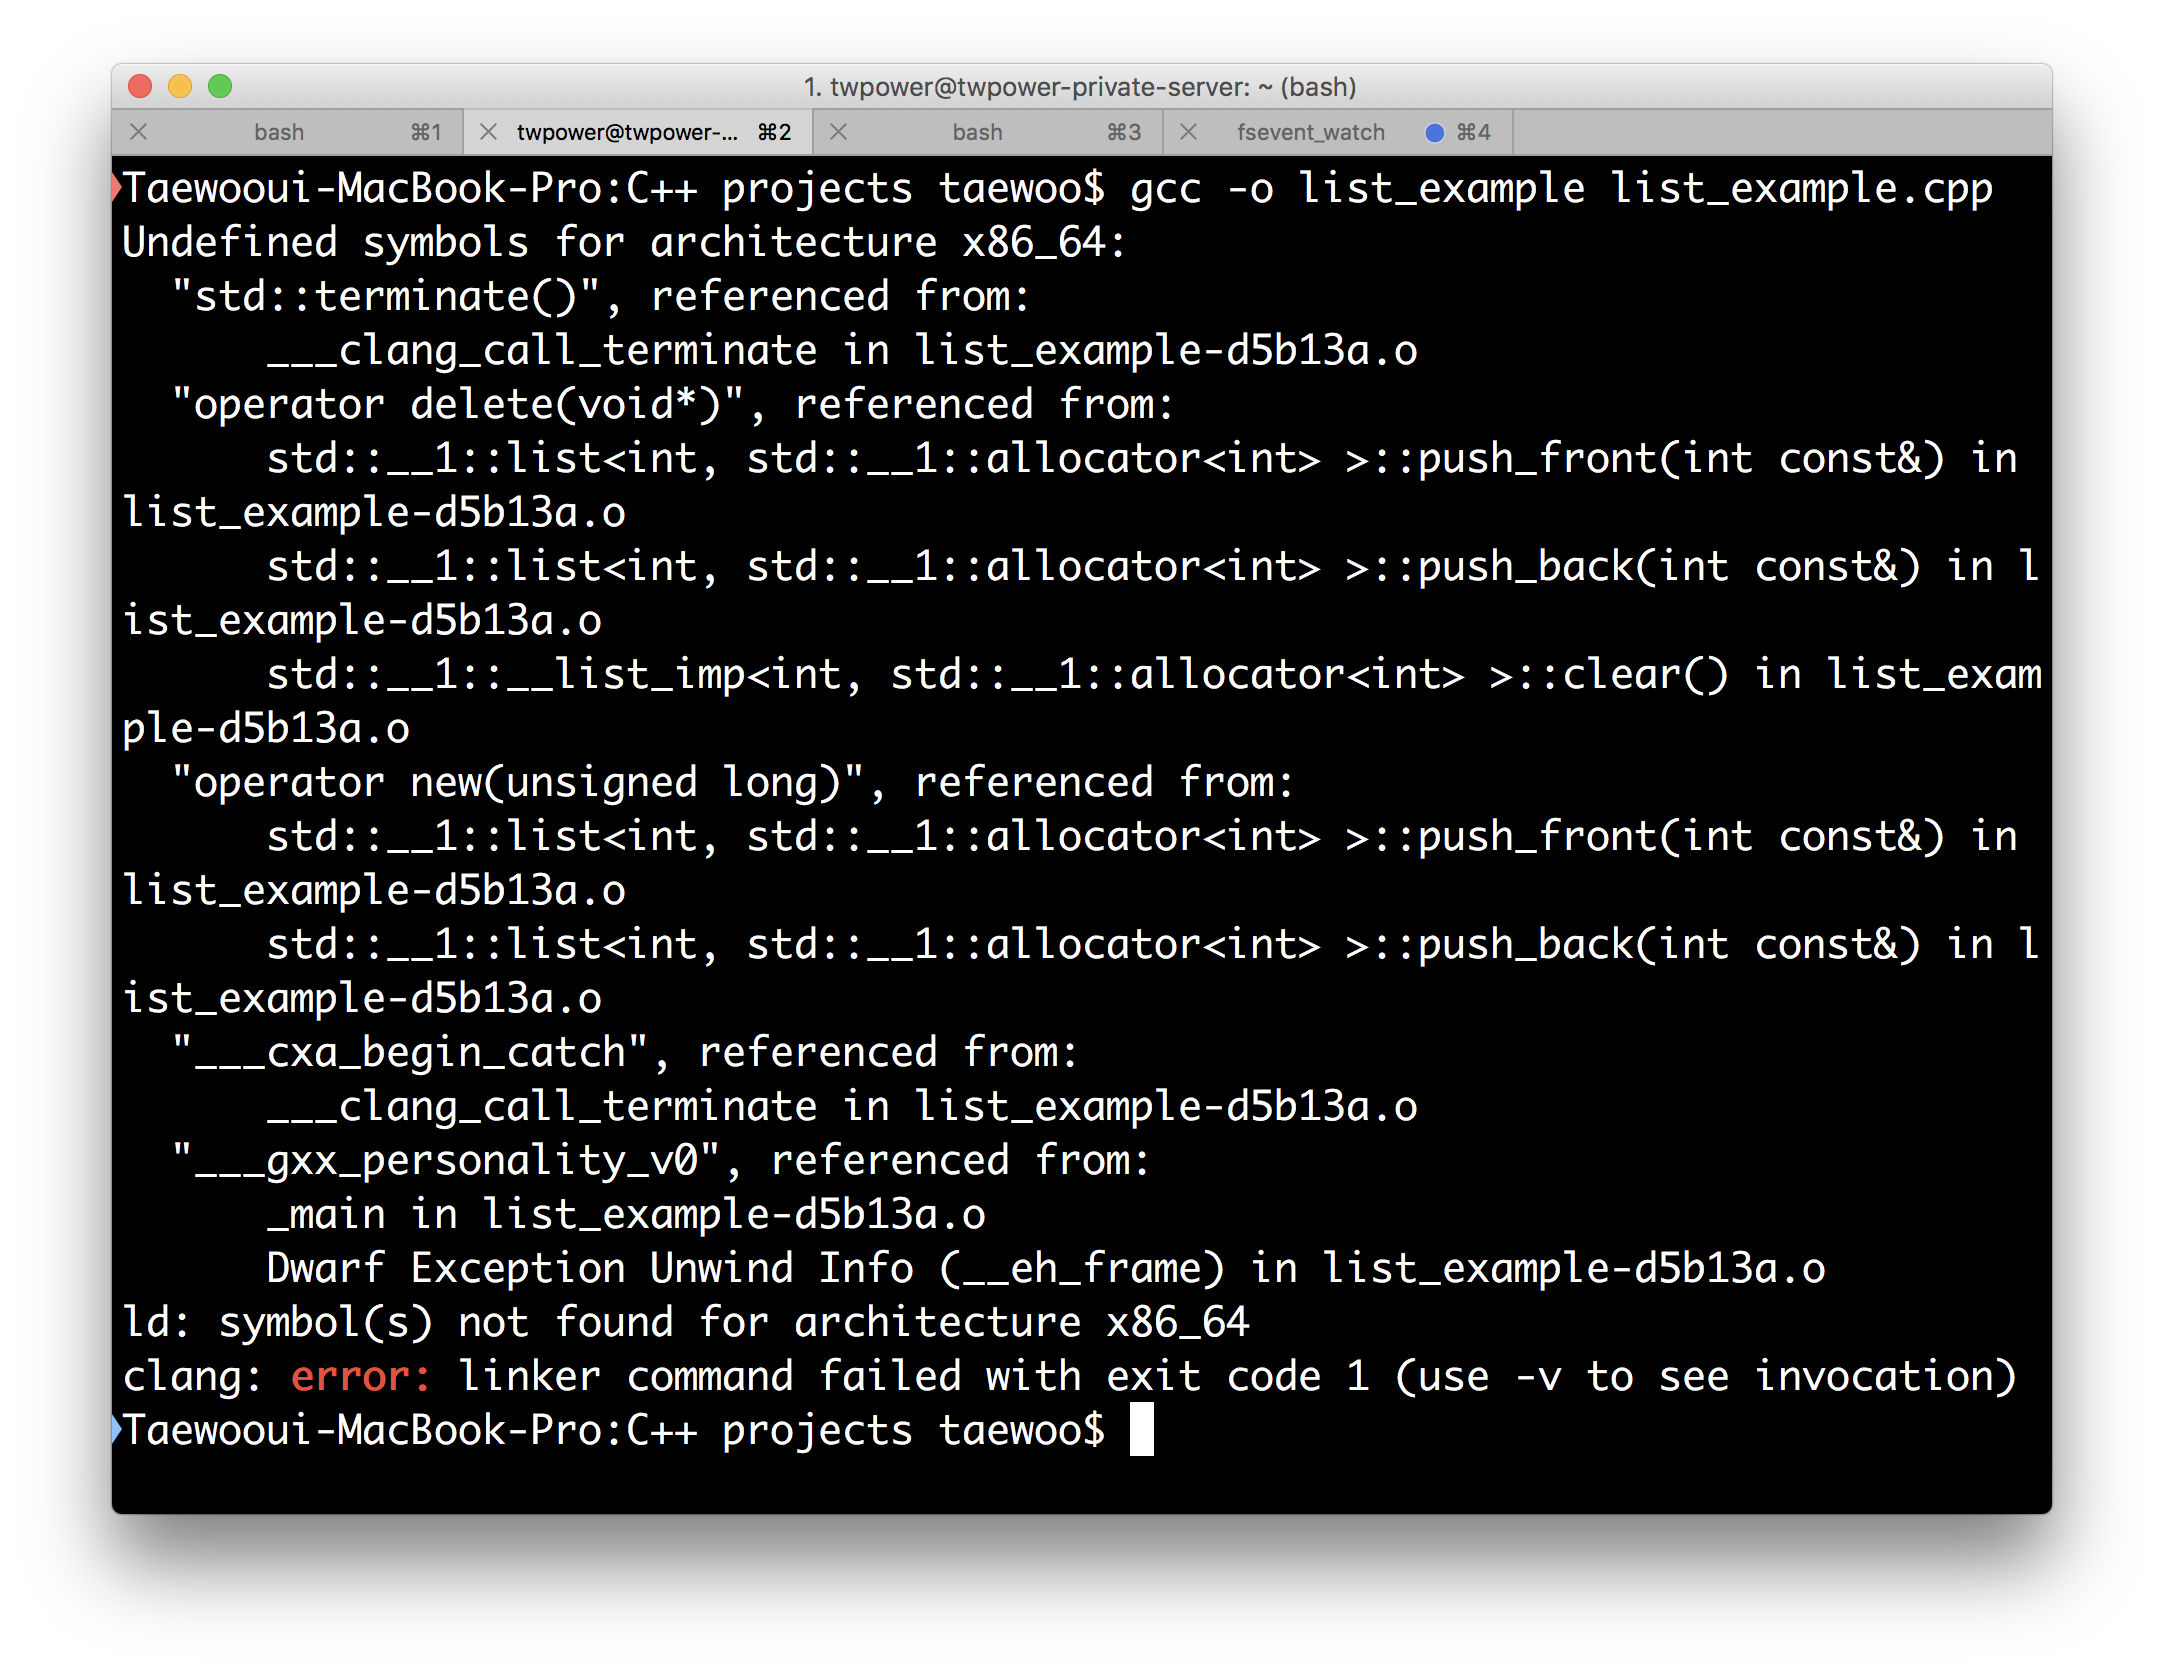 1. twpower@twpower-private-server: ~ (bash)
bash ⌘1 twpower@twpower-... ⌘2 bash ⌘3 fsevent_watch ⌘4
Taewooui-MacBook-Pro:C++ projects taewoo$ gcc -o list_example list_example.cpp
Undefined symbols for architecture x86_64:
  "std::terminate()", referenced from:
      ___clang_call_terminate in list_example-d5b13a.o
  "operator delete(void*)", referenced from:
      std::__1::list<int, std::__1::allocator<int> >::push_front(int const&) in
list_example-d5b13a.o
      std::__1::list<int, std::__1::allocator<int> >::push_back(int const&) in l
ist_example-d5b13a.o
      std::__1::__list_imp<int, std::__1::allocator<int> >::clear() in list_exam
ple-d5b13a.o
  "operator new(unsigned long)", referenced from:
      std::__1::list<int, std::__1::allocator<int> >::push_front(int const&) in
list_example-d5b13a.o
      std::__1::list<int, std::__1::allocator<int> >::push_back(int const&) in l
ist_example-d5b13a.o
  "___cxa_begin_catch", referenced from:
      ___clang_call_terminate in list_example-d5b13a.o
  "___gxx_personality_v0", referenced from:
      _main in list_example-d5b13a.o
      Dwarf Exception Unwind Info (__eh_frame) in list_example-d5b13a.o
ld: symbol(s) not found for architecture x86_64
clang: error: linker command failed with exit code 1 (use -v to see invocation)
Taewooui-MacBook-Pro:C++ projects taewoo$